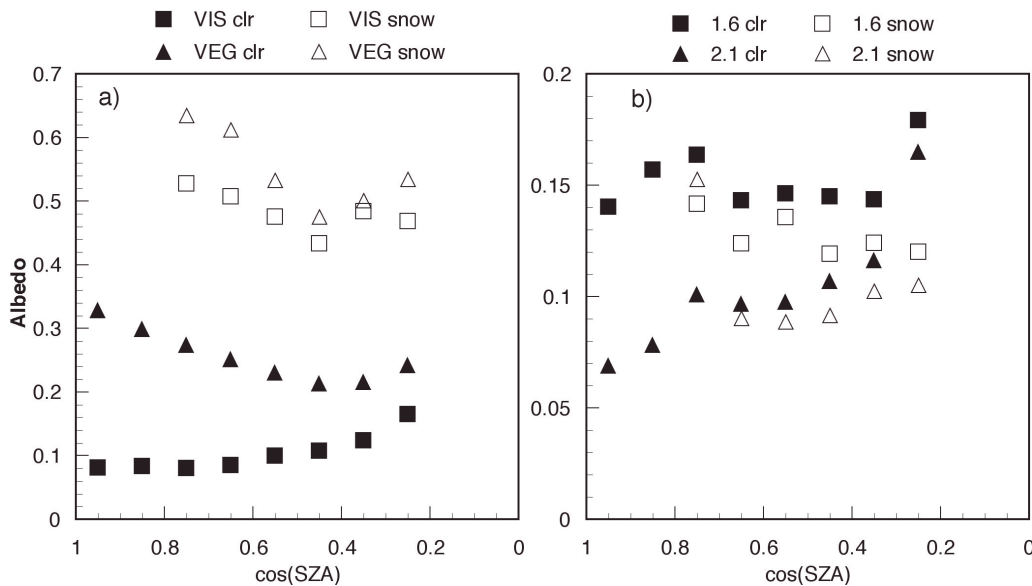 VIS clr VIS snow
VEG clr VEG snow
1.6 clr 1.6 snow
2.1 clr 2.1 snow
a)
0.7
0.6
0.5
0.4
0.3
0.2
0.1
0
Albedo
1 0.8 0.6 0.4 0.2 0
cos(SZA)
b)
0.2
0.15
0.1
0.05
0
1 0.8 0.6 0.4 0.2 0
cos(SZA)